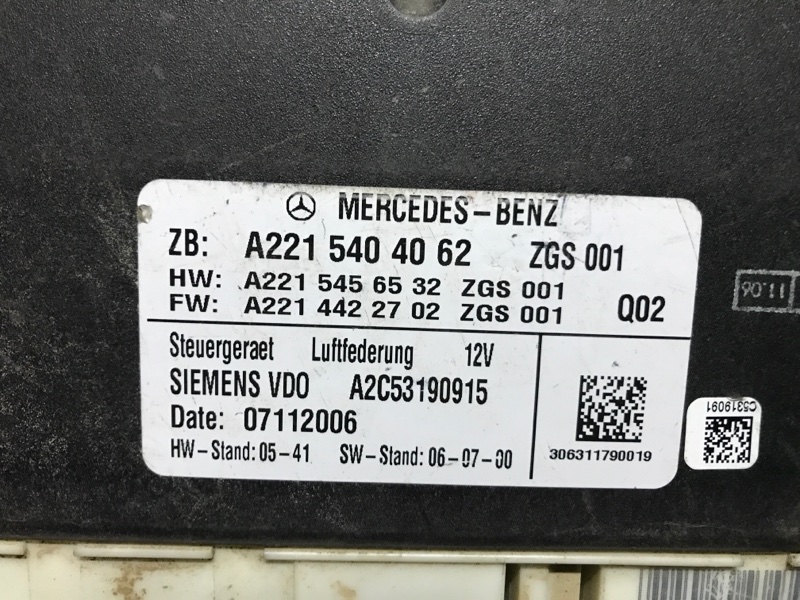 MERCEDES-BENZ
ZB: A221 540 40 62 ZGS 001
HW: A221 545 65 32 ZGS 001
FW: A221 442 27 02 ZGS 001 Q02
Steuergeraet Luftfederung 12V
SIEMENS VDO A2C53190915
Date: 07112006
HW-Stand: 05-41 SW-Stand: 06-07-00
306311790019
C5319091
11.06